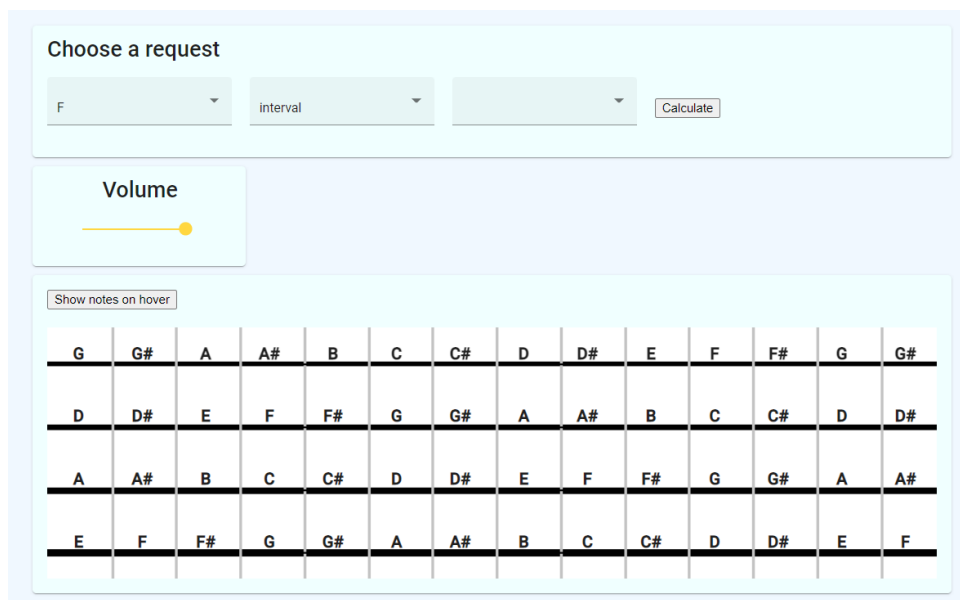 Choose a request
F interval Calculate
Volume
Show notes on hover
G G# A A# B C C# D D# E F F# G G#
D D# E F F# G G# A A# B C C# D D#
A A# B C C# D D# E F F# G G# A A#
E F F# G G# A A# B C C# D D# E F